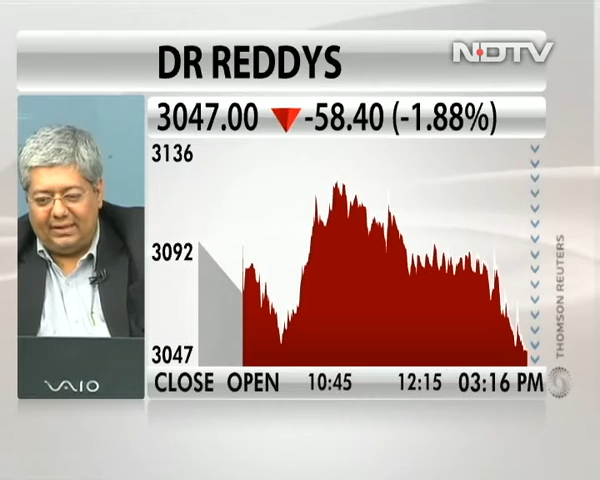 DR REDDYS
NDTV
3047.00 -58.40 (-1.88%)
3136
3092
3047
CLOSE OPEN 10:45 12:15 03:16 PM
THOMSON REUTERS
VAIO